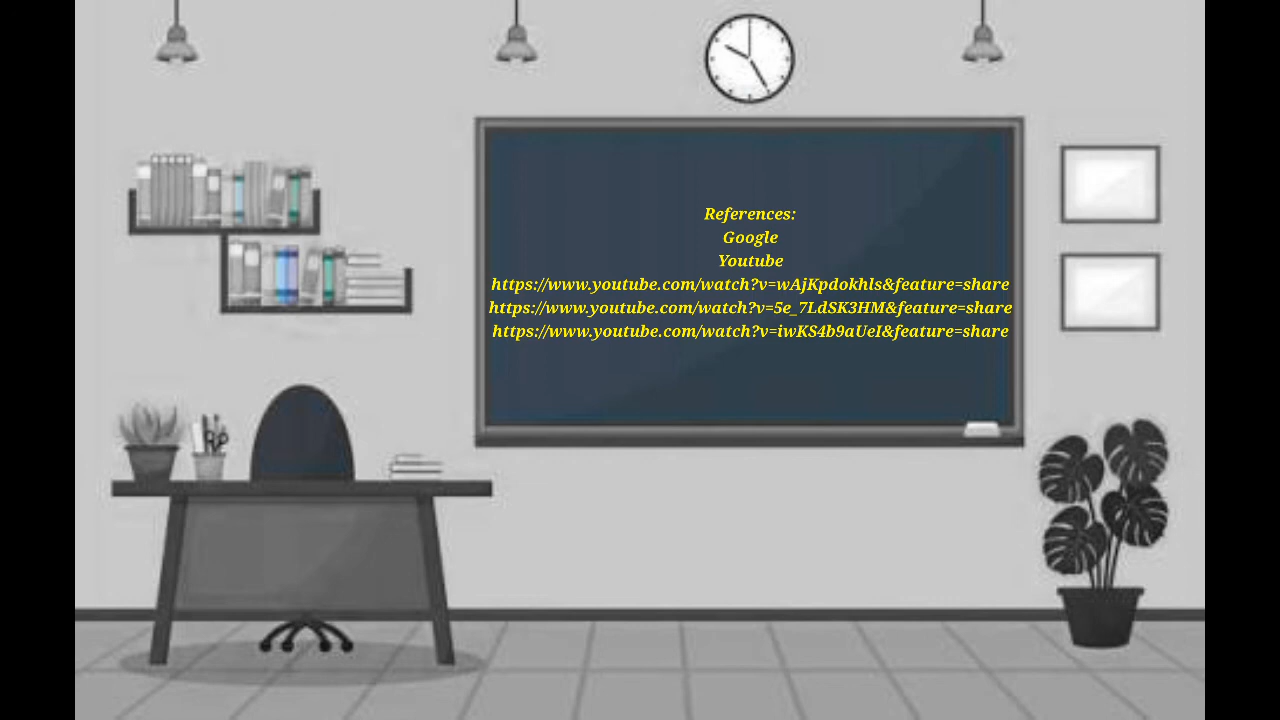 References:
Google
Youtube
https://www.youtube.com/watch?v=wAjKpdokhls&feature=share
https://www.youtube.com/watch?v=5e_7LdSK3HM&feature=share
https://www.youtube.com/watch?v=iwKS4b9aUeI&feature=share